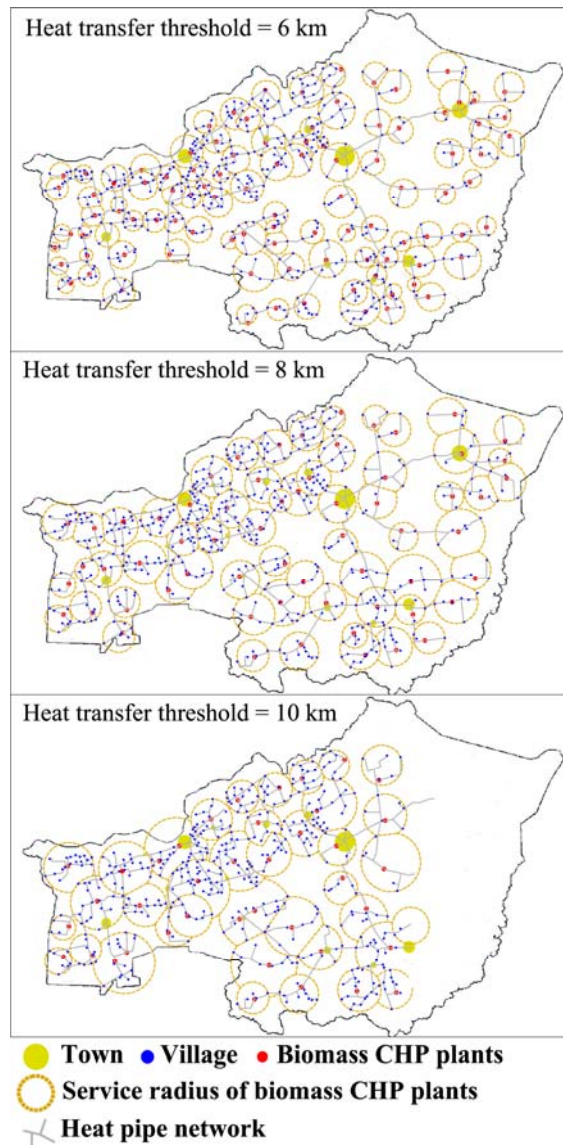 Heat transfer threshold = 6 km
Heat transfer threshold = 8 km
Heat transfer threshold = 10 km
Town Village Biomass CHP plants
Service radius of biomass CHP plants
Heat pipe network